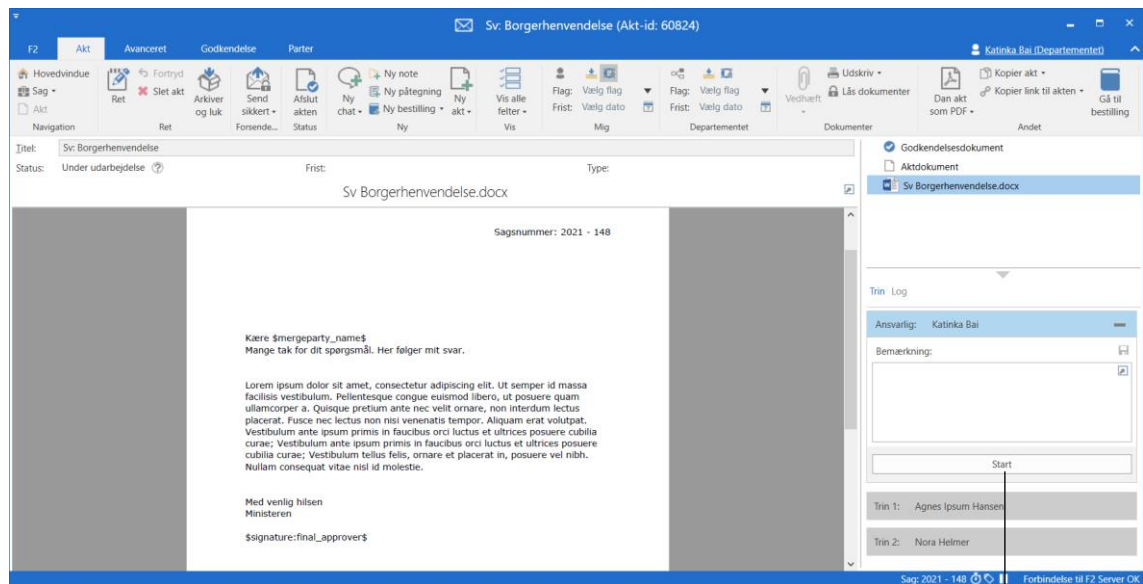 Sv: Borgerhenvendelse (Akt-id: 60824)
F2 Akt Avanceret Godkendelse Parter
Katinka Bai (Departementet)
Hovedvindue
Sag
Akt
Navigation
Ret
Fortryd
Slet akt
Ret
Arkiver
og luk
Send
sikkert
Forsende...
Afslut
akten
Status
Ny
chat
Ny note
Ny påtegning
Ny bestilling
Ny
akt
Ny
Vis alle
felter
Vis
Flag: Vælg flag
Frist: Vælg dato
Mig
Flag: Vælg flag
Frist: Vælg dato
Departementet
Vedhæft
Udskriv
Lås dokumenter
Dokumenter
Dan akt
som PDF
Kopier akt
Kopier link til akten
Gå til
bestilling
Andet
Titel: Sv: Borgerhenvendelse
Status: Under udarbejdelse Frist: Type:
Sv Borgerhenvendelse.docx
Sagsnummer: 2021 - 148
Kære $mergeparty_name$
Mange tak for dit spørgsmål. Her følger mit svar.
Lorem ipsum dolor sit amet, consectetur adipiscing elit. Ut semper id massa
facilisis vestibulum. Pellentesque congue euismod libero, ut posuere quam
ullamcorper a. Quisque pretium ante nec velit ornare, non interdum lectus
placerat. Fusce nec lectus non nisi venenatis tempor. Aliquam erat volutpat.
Vestibulum ante ipsum primis in faucibus orci luctus et ultrices posuere cubilia
curae; Vestibulum ante ipsum primis in faucibus orci luctus et ultrices posuere
cubilia curae; Vestibulum tellus felis, ornare et placerat in, posuere vel nibh.
Nullam consequat vitae nisl id molestie.
Med venlig hilsen
Ministeren
$signature:final_approver$
Godkendelsesdokument
Aktdokument
Sv Borgerhenvendelse.docx
Trin Log
Ansvarlig: Katinka Bai
Bemærkning:
Start
Trin 1: Agnes Ipsum Hansen
Trin 2: Nora Helmer
Sag: 2021 - 148 Forbindelse til F2 Server OK